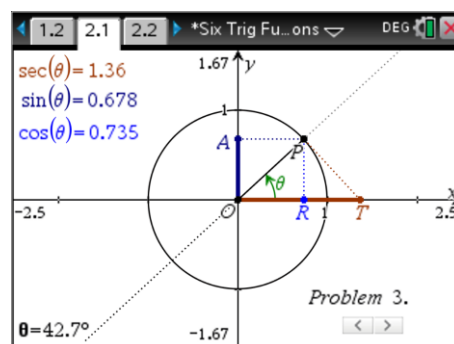 1.2 2.1 2.2 *Six Trig Fu...ons DEG
1.67 y
sec(θ)=1.36
sin(θ)=0.678
cos(θ)=0.735
1
A
P
θ
x
-2.5 O R 1 T 2.5
Problem 3.
θ=42.7°
-1.67